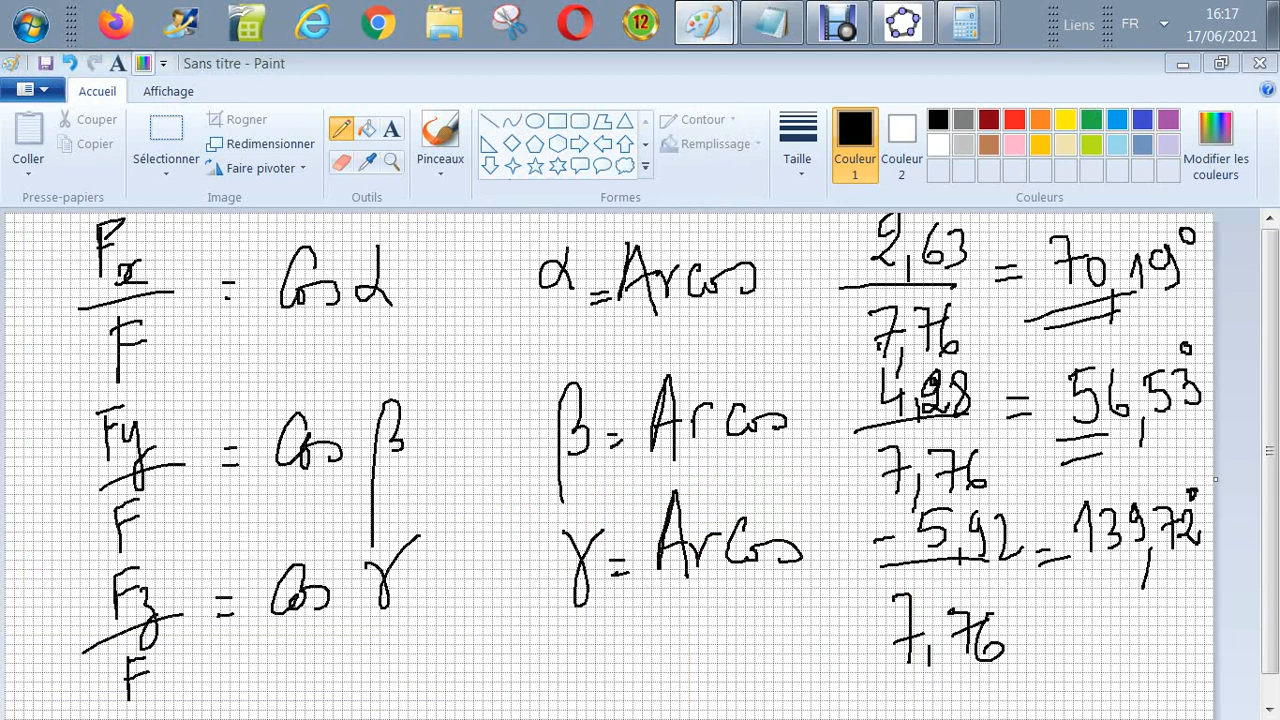 12
Liens
FR
16:17
17/06/2021
Sans titre - Paint
Accueil
Affichage
Coller
Couper
Copier
Presse-papiers
Sélectionner
Rogner
Redimensionner
Faire pivoter
Image
Outils
Pinceaux
Contour
Remplissage
Formes
Taille
Couleur 1
Couleur 2
Modifier les couleurs
Couleurs
Fx/F = Cos α
α = Arcos 2,63/7,76 = 70,19°
Fy/F = Cos β
β = Arcos 4,28/7,76 = 56,53°
Fz/F = Cos γ
γ = Arcos -5,92/7,76 = 139,72°